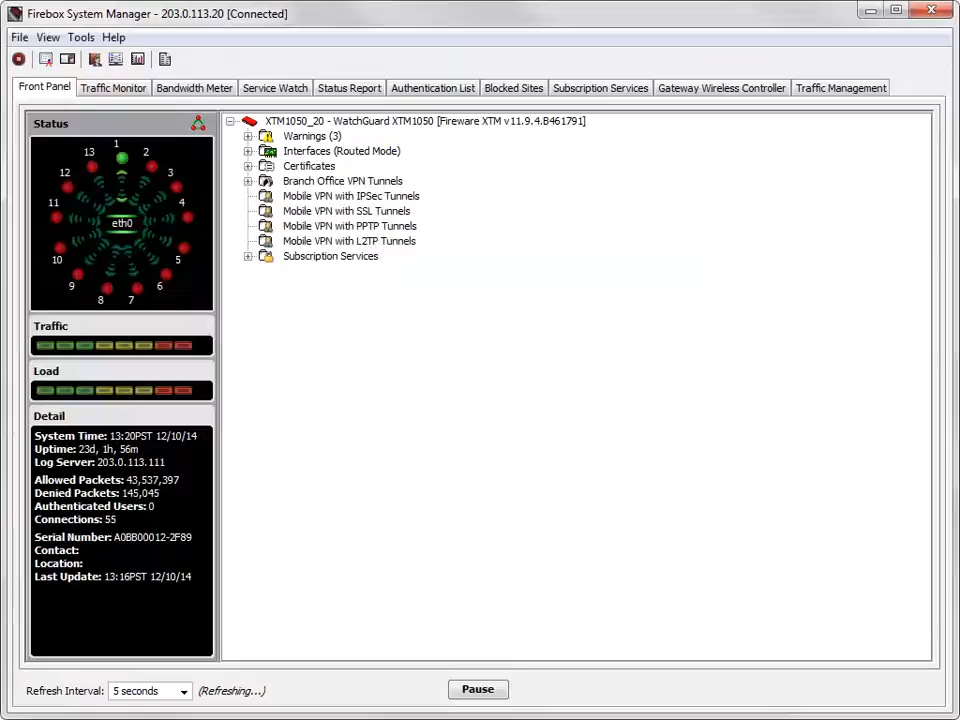 Firebox System Manager - 203.0.113.20 [Connected]
File View Tools Help
Front Panel Traffic Monitor Bandwidth Meter Service Watch Status Report Authentication List Blocked Sites Subscription Services Gateway Wireless Controller Traffic Management
Status
1
2
3
4
5
6
7
8
9
10
11
12
13
eth0
Traffic
Load
Detail
System Time: 13:20PST 12/10/14
Uptime: 23d, 1h, 56m
Log Server: 203.0.113.111
Allowed Packets: 43,537,397
Denied Packets: 145,045
Authenticated Users: 0
Connections: 55
Serial Number: A0BB00012-2F89
Contact:
Location:
Last Update: 13:16PST 12/10/14
XTM1050_20 - WatchGuard XTM1050 [Fireware XTM v11.9.4.B461791]
Warnings (3)
Interfaces (Routed Mode)
Certificates
Branch Office VPN Tunnels
Mobile VPN with IPSec Tunnels
Mobile VPN with SSL Tunnels
Mobile VPN with PPTP Tunnels
Mobile VPN with L2TP Tunnels
Subscription Services
Refresh Interval: 5 seconds (Refreshing...) Pause